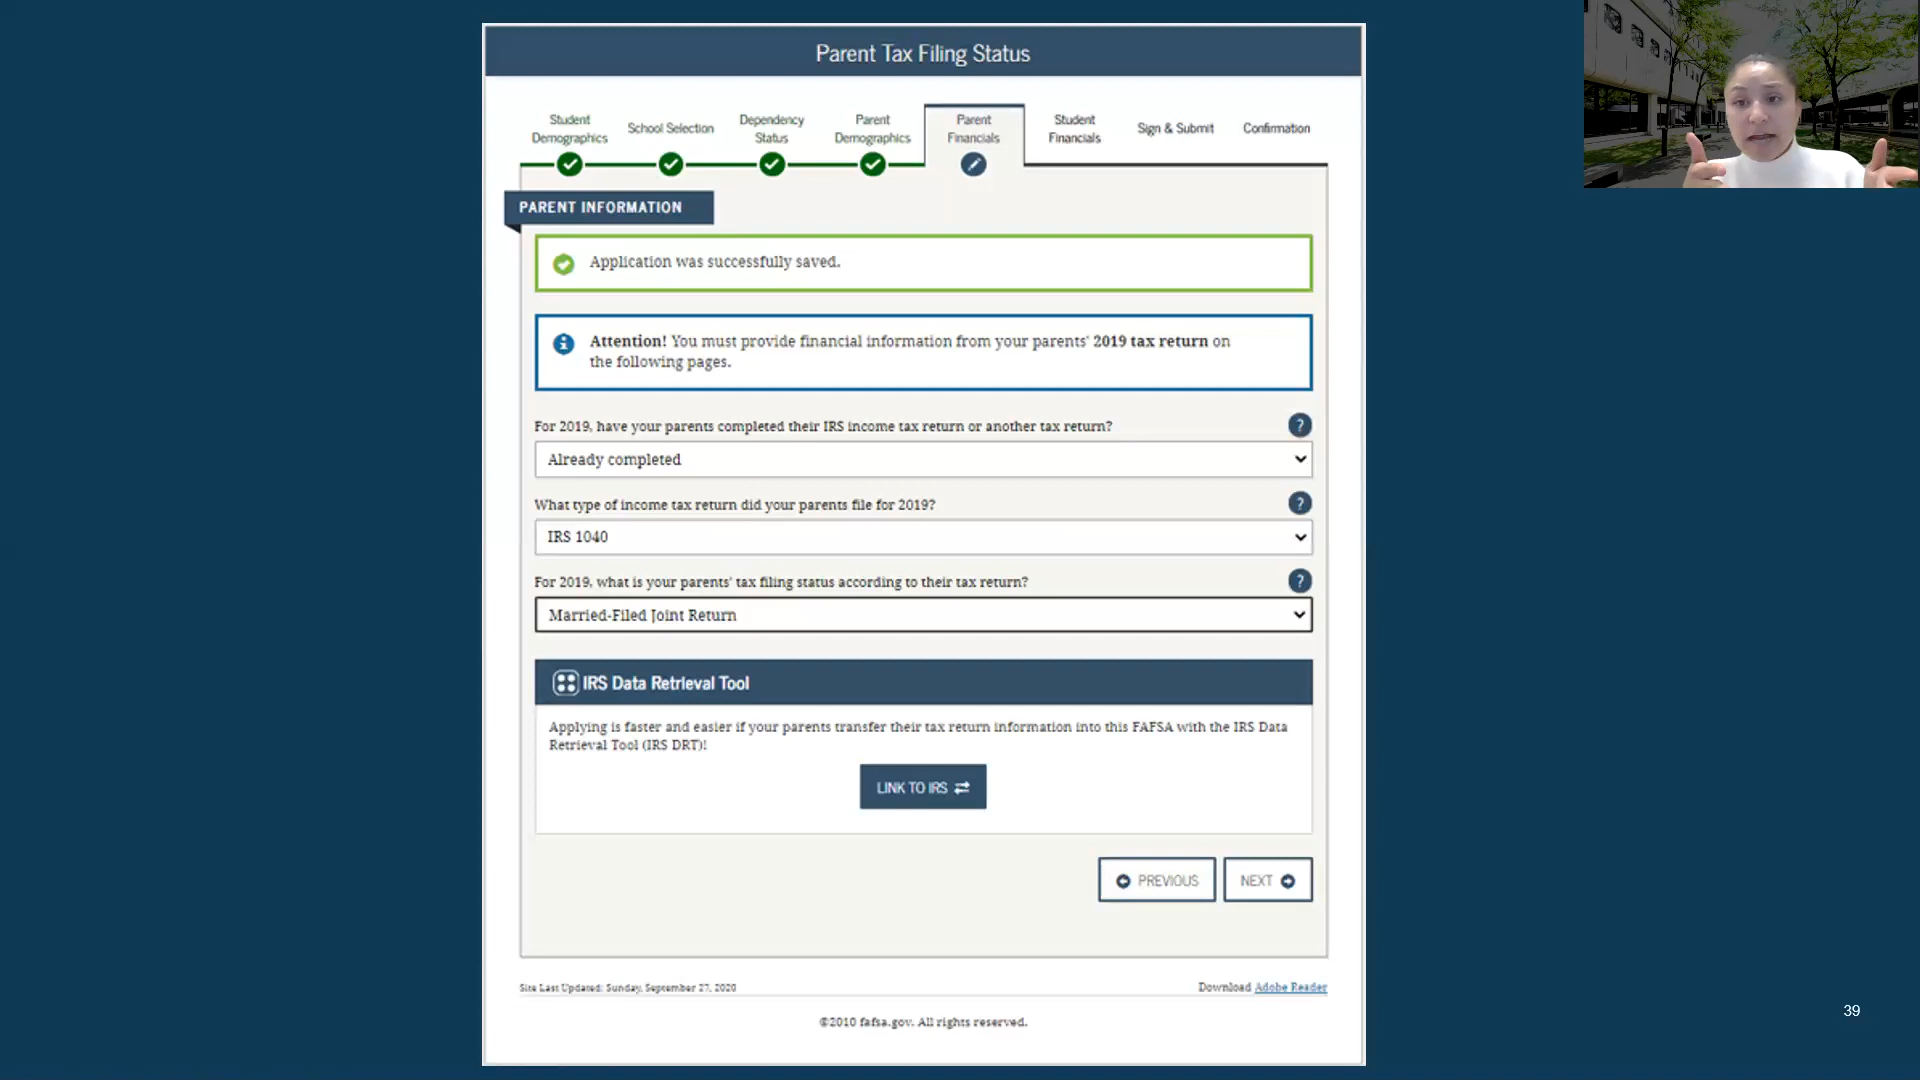 Parent Tax Filing Status
Student
Demographics
School Selection
Dependency
Status
Parent
Demographics
Parent
Financials
Student
Financials
Sign & Submit
Confirmation
PARENT INFORMATION
Application was successfully saved.
Attention! You must provide financial information from your parents' 2019 tax return on
the following pages.
For 2019, have your parents completed their IRS income tax return or another tax return?
?
Already completed
What type of income tax return did your parents file for 2019?
?
IRS 1040
For 2019, what is your parents' tax filing status according to their tax return?
?
Married-Filed Joint Return
IRS Data Retrieval Tool
Applying is faster and easier if your parents transfer their tax return information into this FAFSA with the IRS Data
Retrieval Tool (IRS DRT)!
LINK TO IRS
PREVIOUS
NEXT
Site Last Updated: Sunday, September 27, 2020
Download Adobe Reader
©2010 fafsa.gov. All rights reserved.
39